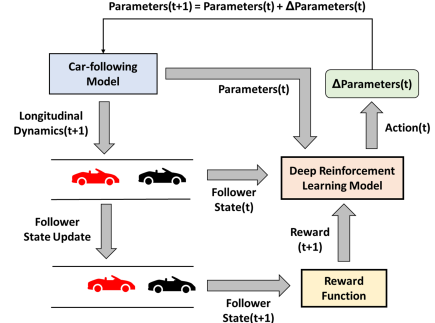 Parameters(t+1) = Parameters(t) + ΔParameters(t)
Car-following
Model
Parameters(t)
ΔParameters(t)
Longitudinal
Dynamics(t+1)
Action(t)
Follower
State(t)
Deep Reinforcement
Learning Model
Follower
State Update
Reward
(t+1)
Follower
State(t+1)
Reward
Function